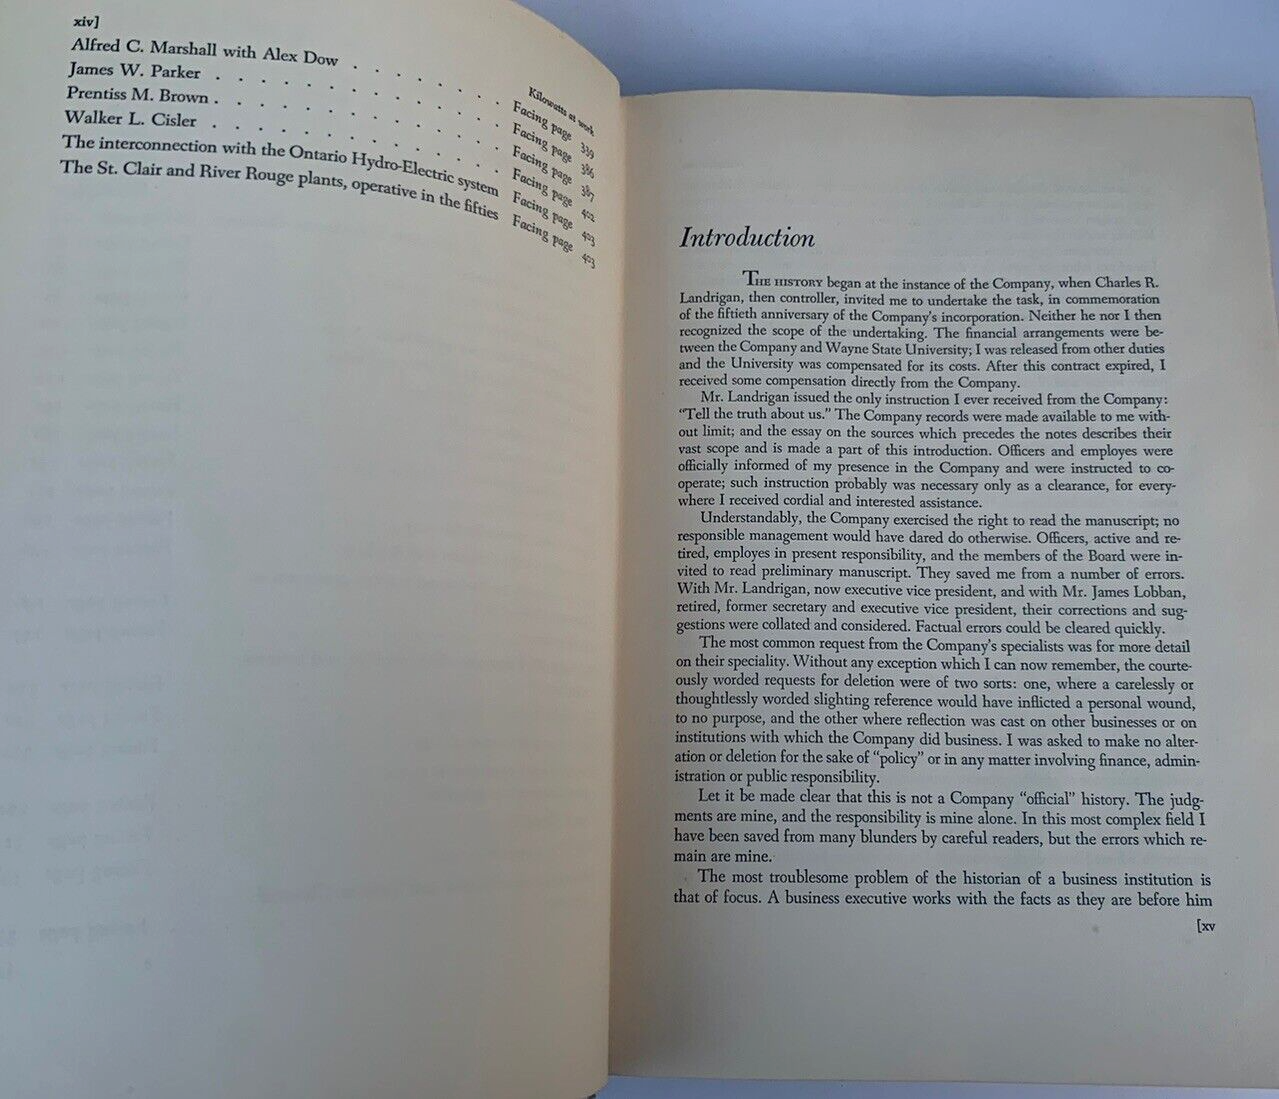 xiv]
Kilowatts at work
Alfred C. Marshall with Alex Dow . . . . . . . Facing page 339
James W. Parker . . . . . . . . . . . . . Facing page 386
Prentiss M. Brown . . . . . . . . . . . . . Facing page 387
Walker L. Cisler . . . . . . . . . . . . . Facing page 402
The interconnection with the Ontario Hydro-Electric system Facing page 403
The St. Clair and River Rouge plants, operative in the fifties Facing page 403
Introduction
THE HISTORY began at the instance of the Company, when Charles R.
Landrigan, then controller, invited me to undertake the task, in commemoration
of the fiftieth anniversary of the Company's incorporation. Neither he nor I then
recognized the scope of the undertaking. The financial arrangements were be-
tween the Company and Wayne State University; I was released from other duties
and the University was compensated for its costs. After this contract expired, I
received some compensation directly from the Company.
Mr. Landrigan issued the only instruction I ever received from the Company:
"Tell the truth about us." The Company records were made available to me with-
out limit; and the essay on the sources which precedes the notes describes their
vast scope and is made a part of this introduction. Officers and employes were
officially informed of my presence in the Company and were instructed to co-
operate; such instruction probably was necessary only as a clearance, for every-
where I received cordial and interested assistance.
Understandably, the Company exercised the right to read the manuscript; no
responsible management would have dared do otherwise. Officers, active and re-
tired, employes in present responsibility, and the members of the Board were in-
vited to read preliminary manuscript. They saved me from a number of errors.
With Mr. Landrigan, now executive vice president, and with Mr. James Lobban,
retired, former secretary and executive vice president, their corrections and sug-
gestions were collated and considered. Factual errors could be cleared quickly.
The most common request from the Company's specialists was for more detail
on their speciality. Without any exception which I can now remember, the courte-
ously worded requests for deletion were of two sorts: one, where a carelessly or
thoughtlessly worded slighting reference would have inflicted a personal wound,
to no purpose, and the other where reflection was cast on other businesses or on
institutions with which the Company did business. I was asked to make no alter-
ation or deletion for the sake of "policy" or in any matter involving finance, admin-
istration or public responsibility.
Let it be made clear that this is not a Company "official" history. The judg-
ments are mine, and the responsibility is mine alone. In this most complex field I
have been saved from many blunders by careful readers, but the errors which re-
main are mine.
The most troublesome problem of the historian of a business institution is
that of focus. A business executive works with the facts as they are before him
[xv